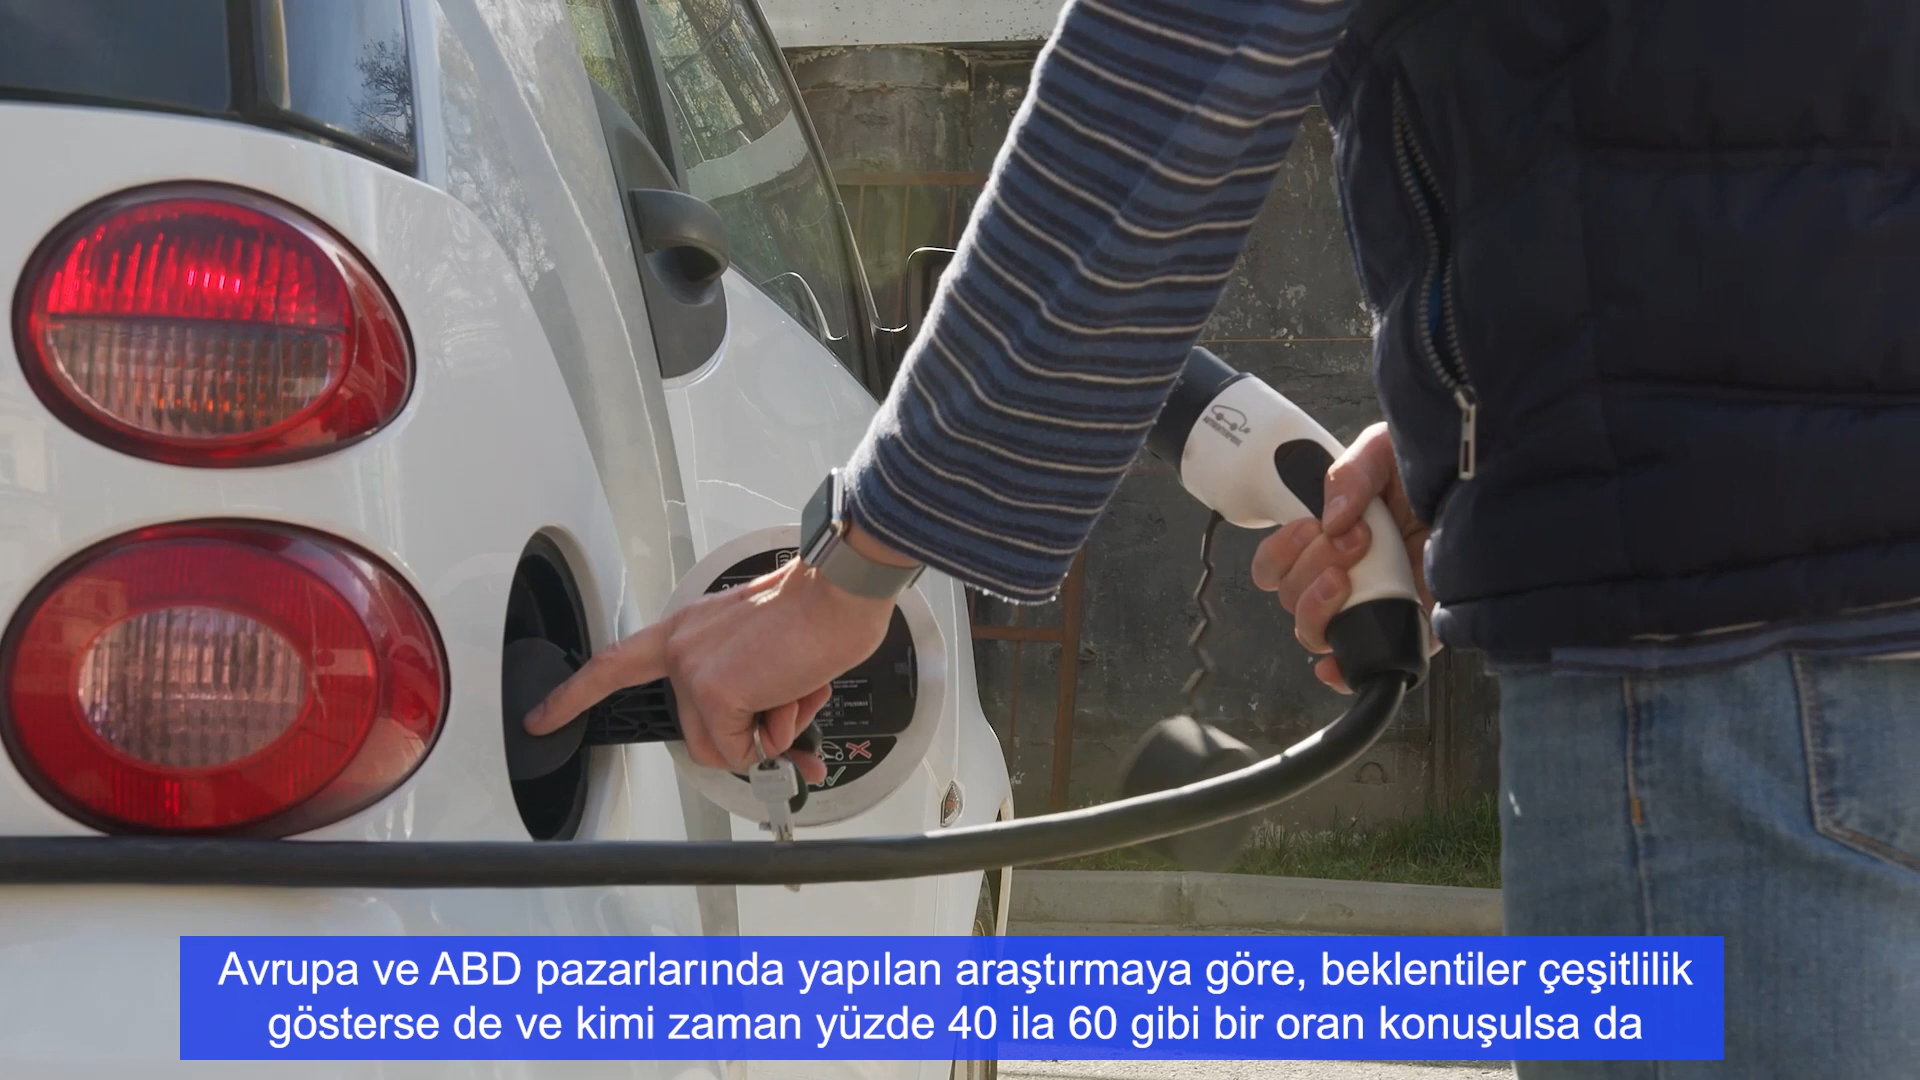 Avrupa ve ABD pazarlarında yapılan araştırmaya göre, beklentiler çeşitlilik
gösterse de ve kimi zaman yüzde 40 ila 60 gibi bir oran konuşulsa da